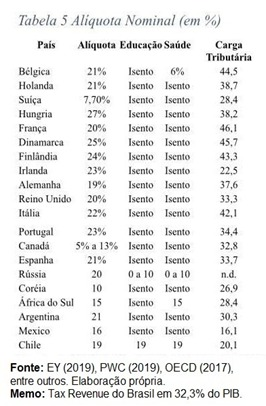 Tabela 5 Alíquota Nominal (em %)
País Alíquota Educação Saúde Carga Tributária
Bélgica 21% Isento 6% 44,5
Holanda 21% Isento Isento 38,7
Suíça 7,70% Isento Isento 28,4
Hungria 27% Isento Isento 38,2
França 20% Isento Isento 46,1
Dinamarca 25% Isento Isento 45,7
Finlândia 24% Isento Isento 43,3
Irlanda 23% Isento Isento 22,5
Alemanha 19% Isento Isento 37,6
Reino Unido 20% Isento Isento 33,3
Itália 22% Isento Isento 42,1
Portugal 23% Isento Isento 34,4
Canadá 5% a 13% Isento Isento 32,8
Espanha 21% Isento Isento 33,7
Rússia 20 0 a 10 0 a 10 n.d.
Coréia 10 Isento Isento 26,9
África do Sul 15 Isento 15 28,4
Argentina 21 Isento Isento 30,3
Mexico 16 Isento Isento 16,1
Chile 19 19 19 20,1
Fonte: EY (2019), PWC (2019), OECD (2017),
entre outros. Elaboração própria.
Memo: Tax Revenue do Brasil em 32,3% do PIB.